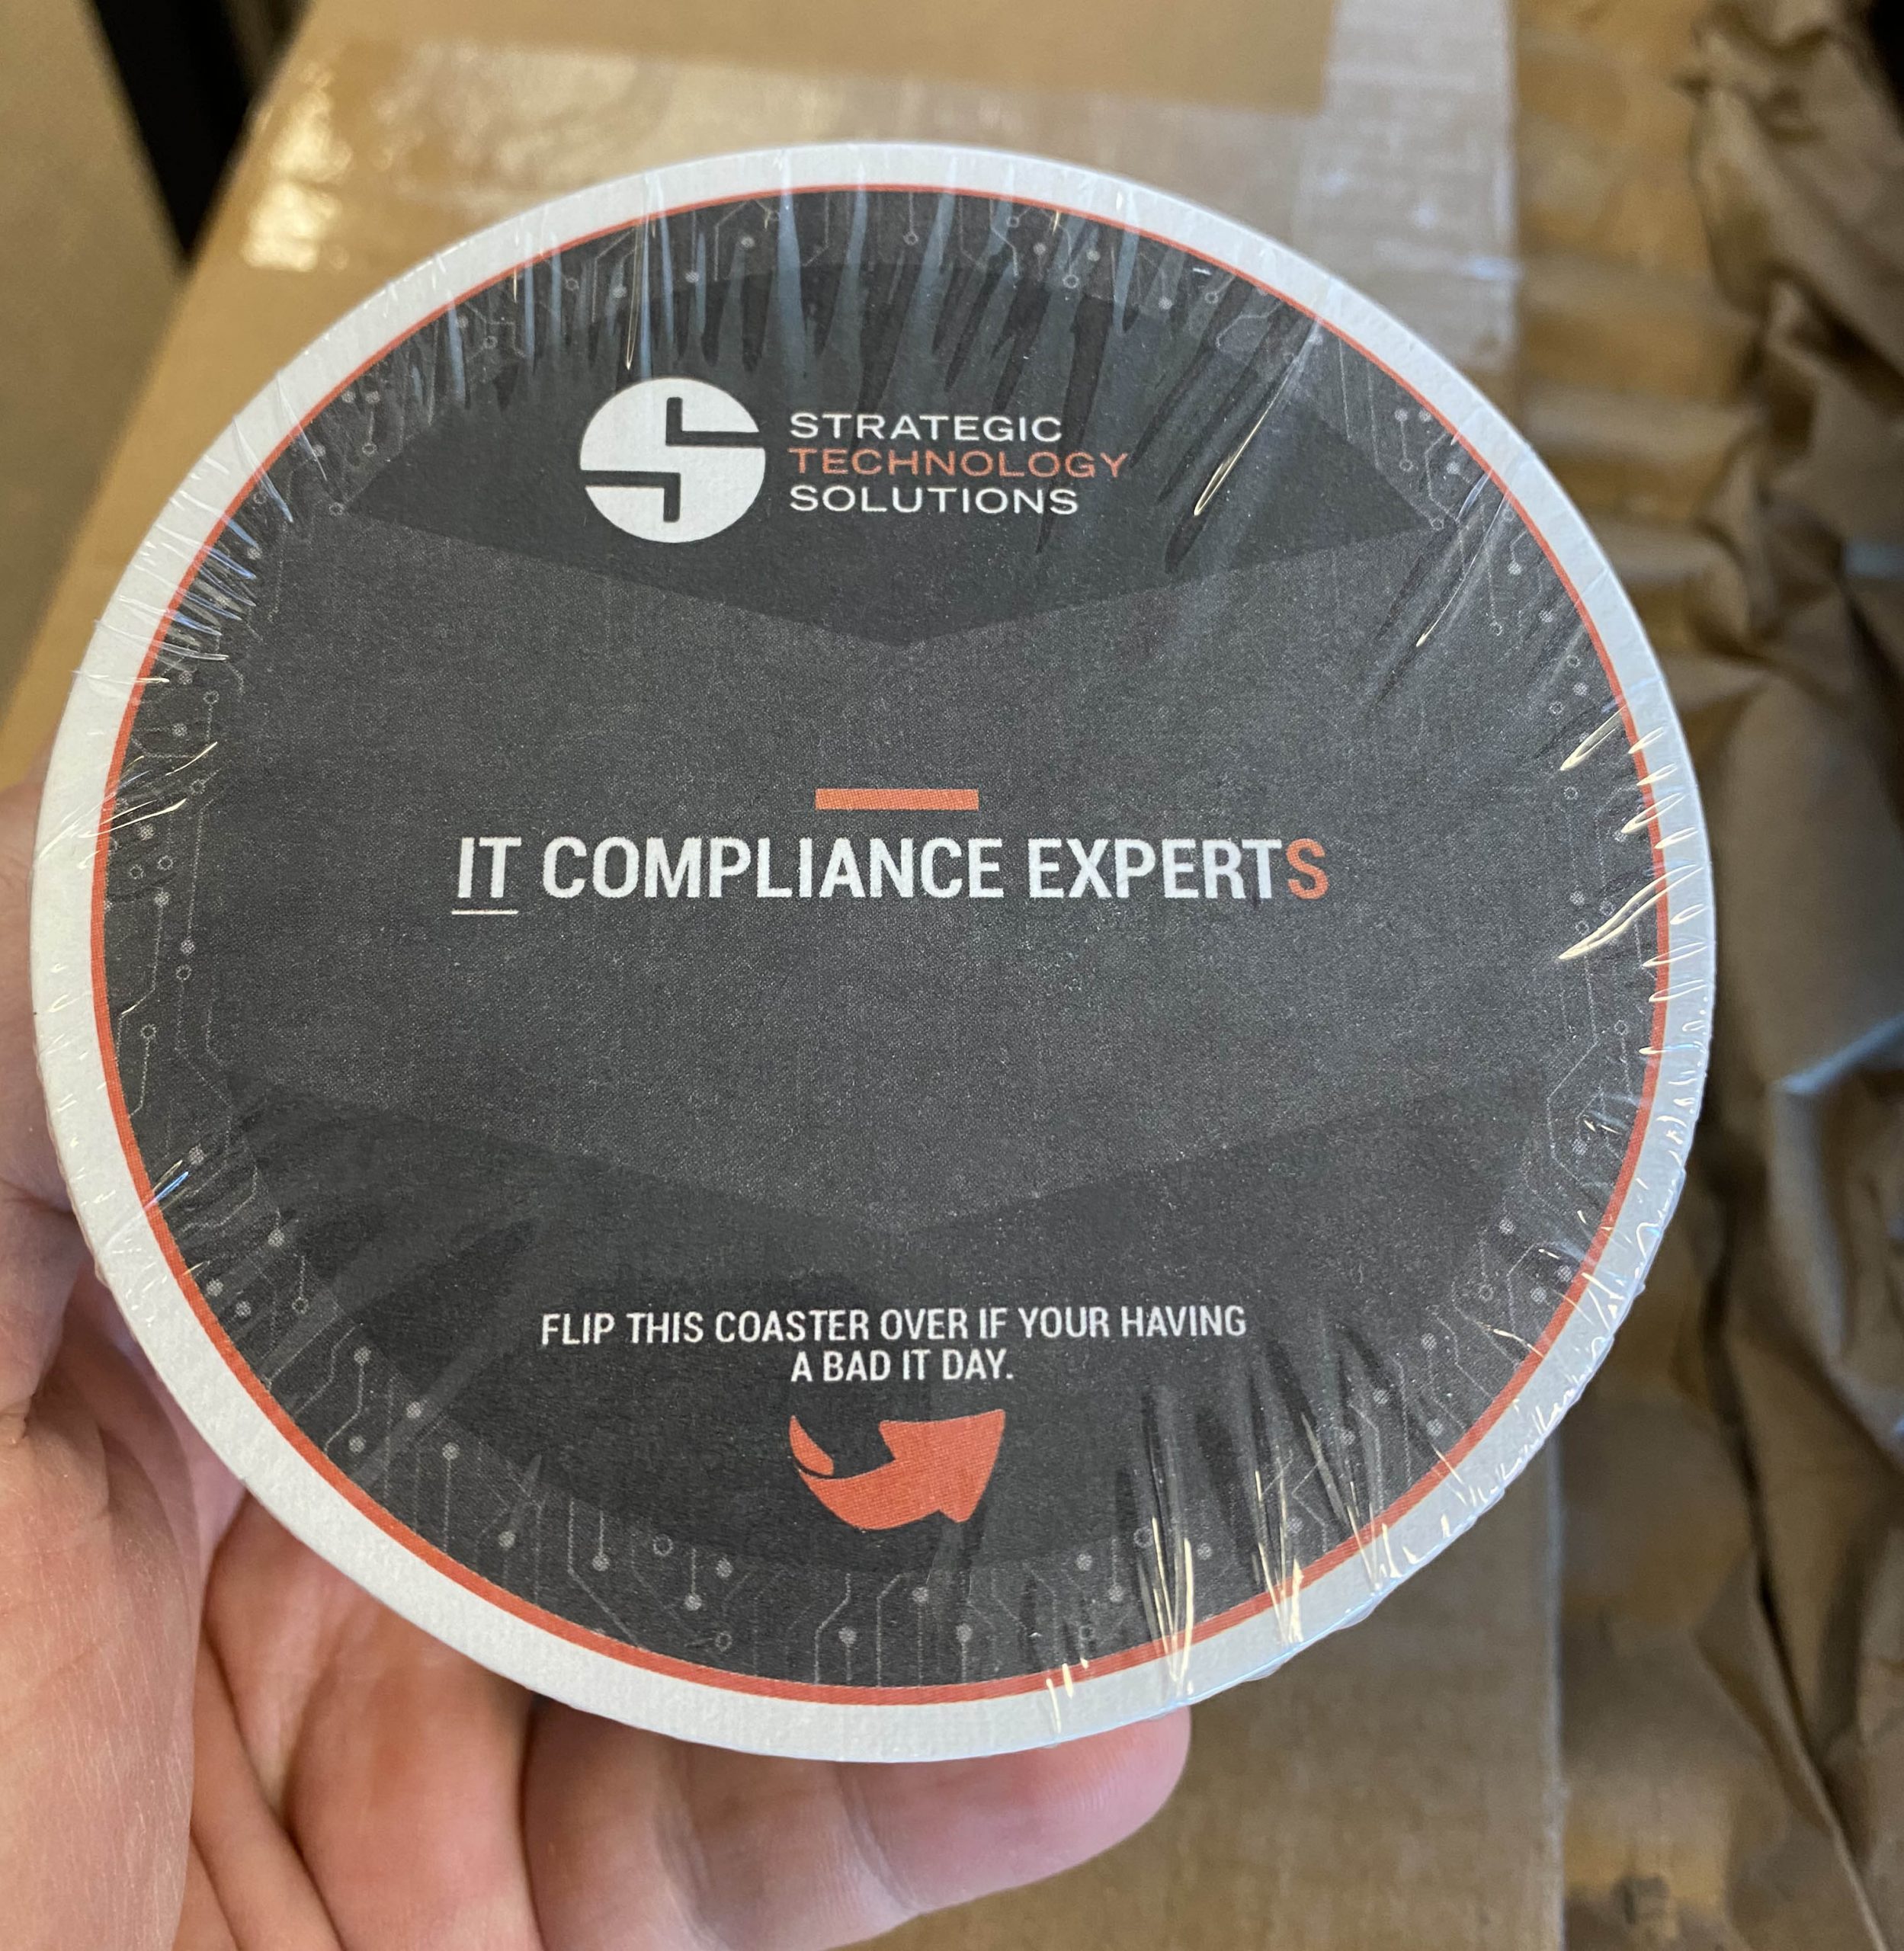 STRATEGIC
TECHNOLOGY
SOLUTIONS
IT COMPLIANCE EXPERTS
FLIP THIS COASTER OVER IF YOUR HAVING
A BAD IT DAY.